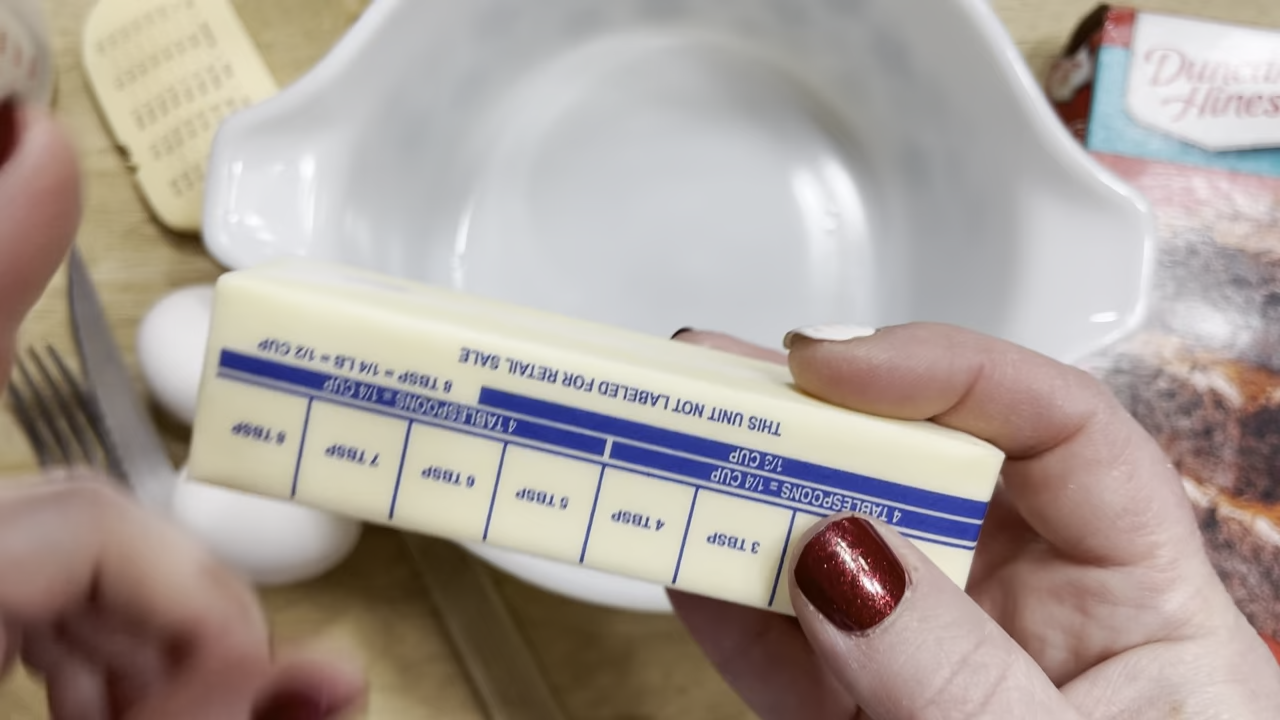 3 TBSP 4 TBSP 5 TBSP 6 TBSP 7 TBSP 8 TBSP
4 TABLESPOONS = 1/4 CUP 4 TABLESPOONS = 1/4 CUP
1/3 CUP
THIS UNIT NOT LABELED FOR RETAIL SALE 8 TBSP = 1/4 LB = 1/2 CUP
Duncan
Hines